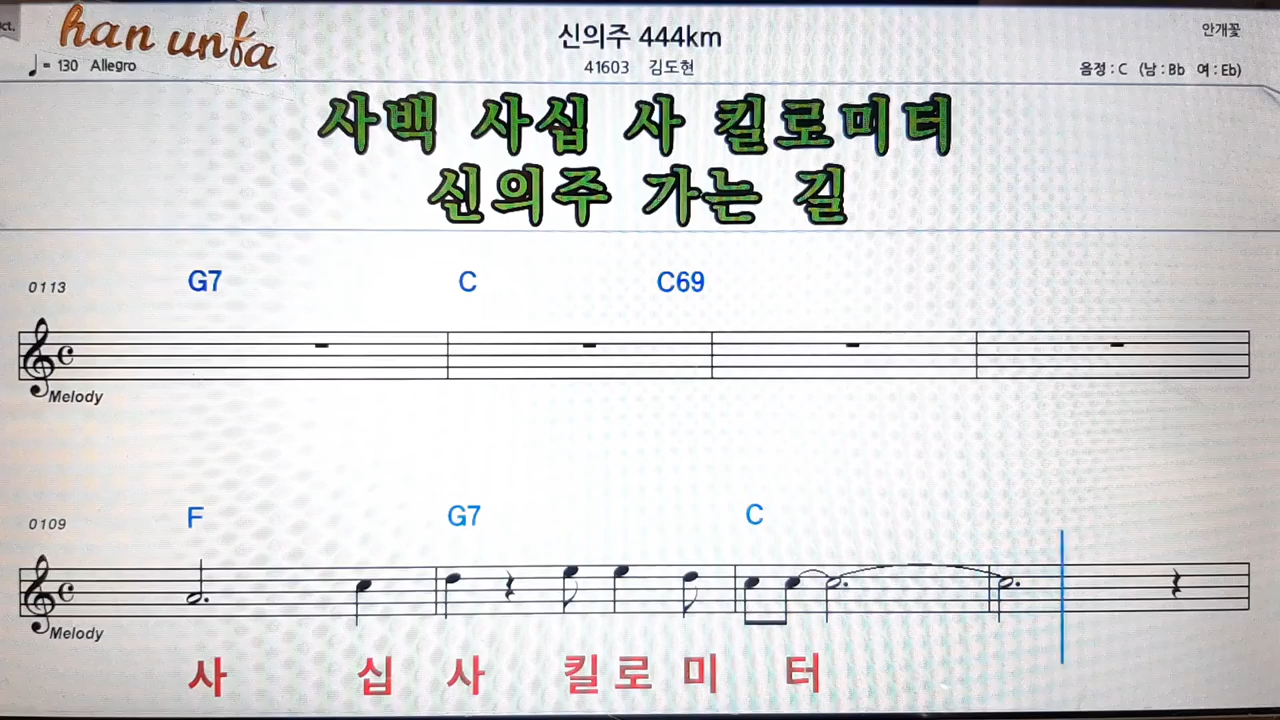 ct.
han unfa
신의주 444km
안개꽃
♩= 130 Allegro
41603 김도현
음정 : C (남 : Bb 여 : Eb)
사백 사십 사 킬로미터
신의주 가는 길
0113 G7 C C69
Melody
0109 F G7 C
Melody
사 십 사 킬로 미 터